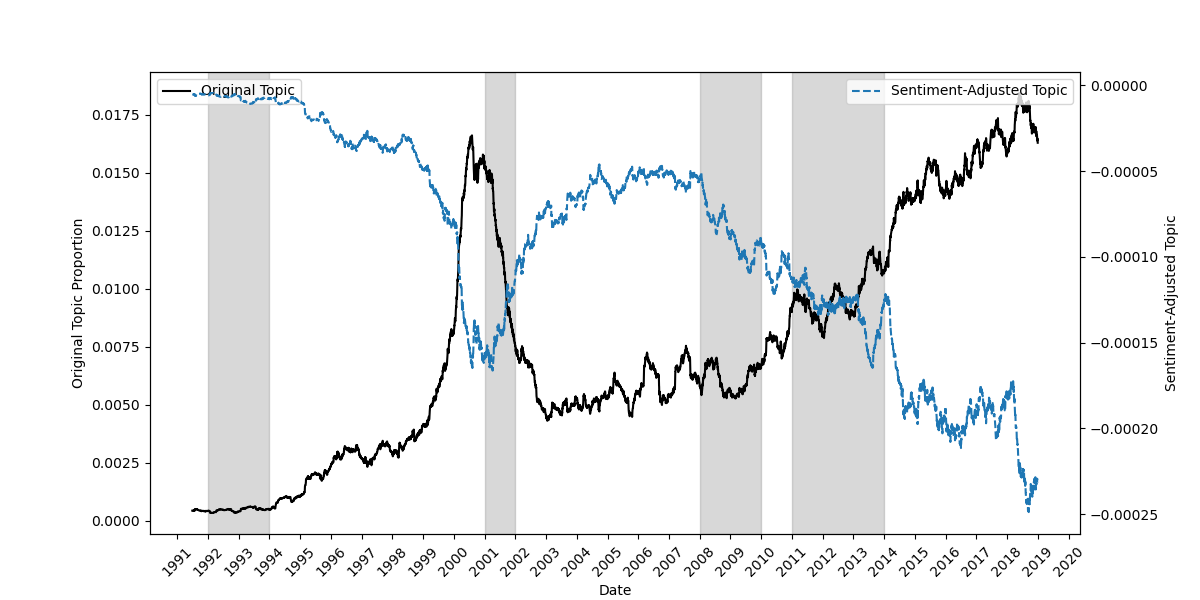 Original Topic
Sentiment-Adjusted Topic
0.0175
0.0150
0.0125
0.0100
0.0075
0.0050
0.0025
0.0000
Original Topic Proportion
0.00000
−0.00005
−0.00010
−0.00015
−0.00020
−0.00025
Sentiment-Adjusted Topic
1991 1992 1993 1994 1995 1996 1997 1998 1999 2000 2001 2002 2003 2004 2005 2006 2007 2008 2009 2010 2011 2012 2013 2014 2015 2016 2017 2018 2019 2020
Date